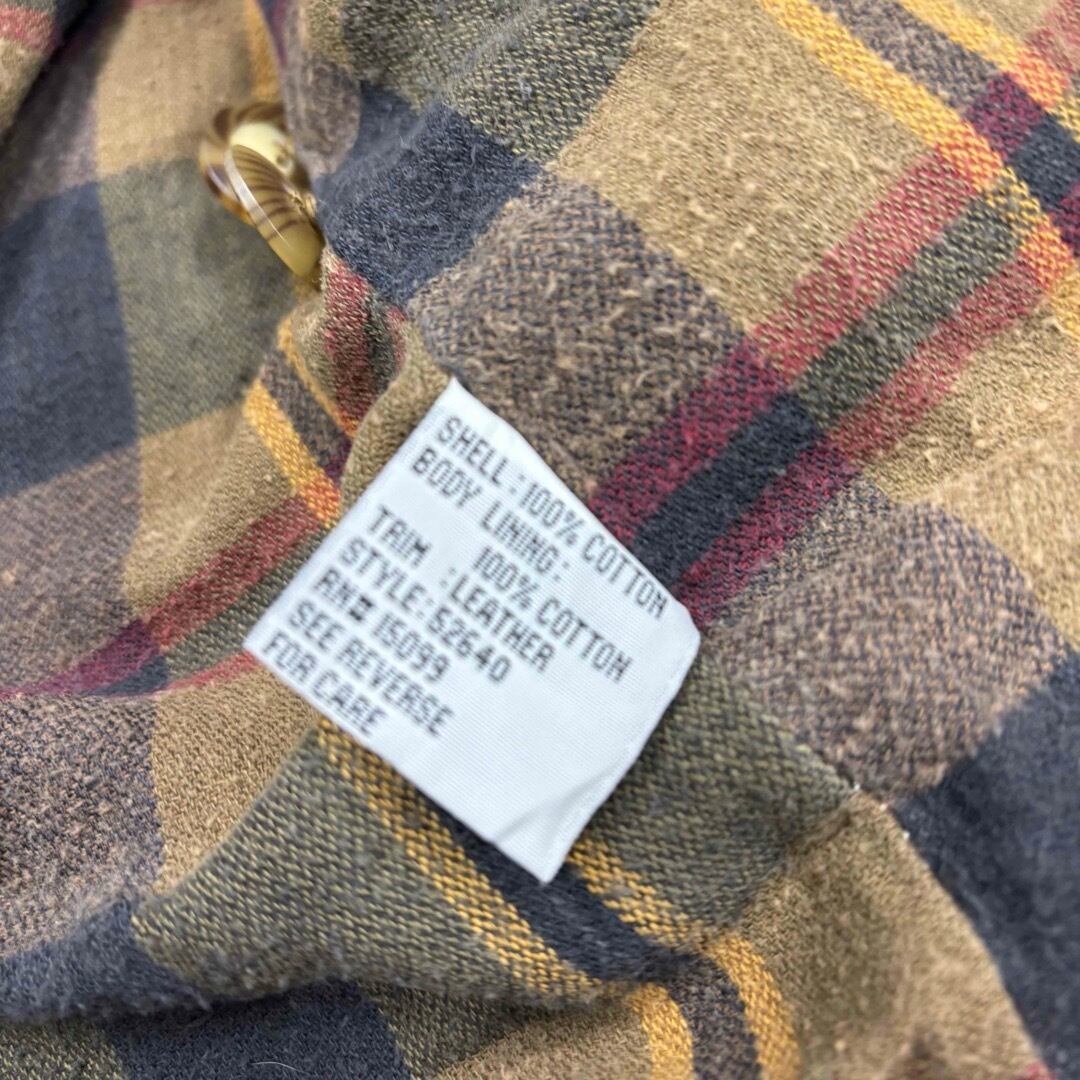 SHELL:100% COTTON
BODY LINING:
100% COTTON
TRIM :LEATHER
STYLE:52640
RN# 15099
SEE REVERSE
FOR CARE